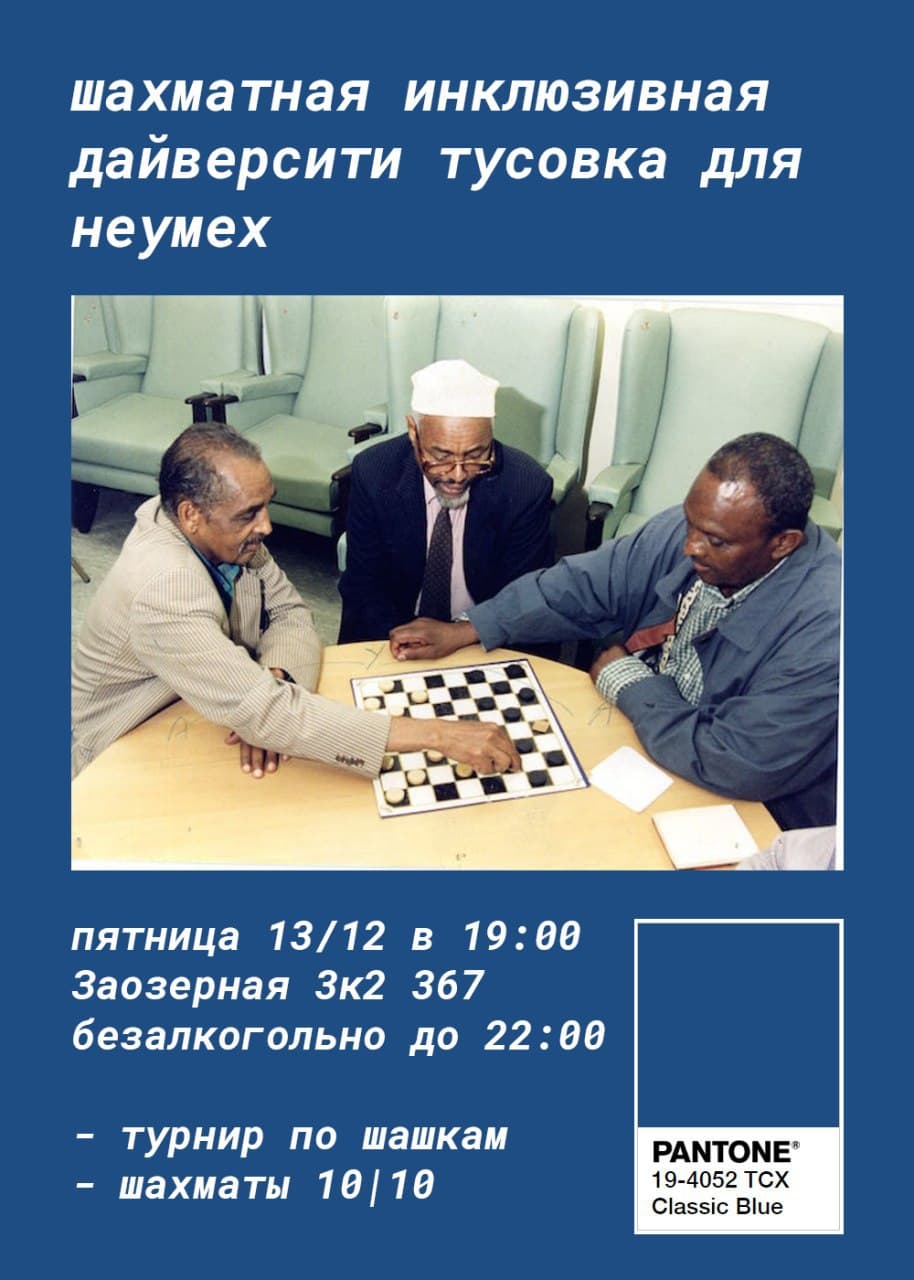 шахматная инклюзивная
дайверсити тусовка для
неумех
пятница 13/12 в 19:00
Заозерная 3к2 367
безалкогольно до 22:00
- турнир по шашкам
- шахматы 10|10
PANTONE®
19-4052 TCX
Classic Blue